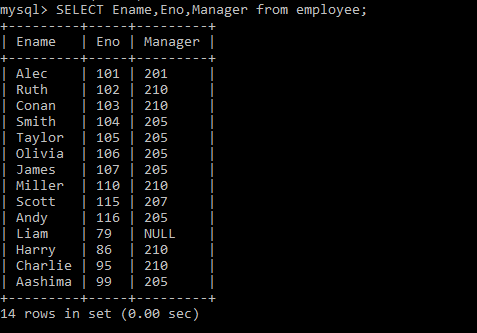 mysql> SELECT Ename,Eno,Manager from employee;
+---------+-----+---------+
| Ename   | Eno | Manager |
+---------+-----+---------+
| Alec    | 101 | 201     |
| Ruth    | 102 | 210     |
| Conan   | 103 | 210     |
| Smith   | 104 | 205     |
| Taylor  | 105 | 205     |
| Olivia  | 106 | 205     |
| James   | 107 | 205     |
| Miller  | 110 | 210     |
| Scott   | 115 | 207     |
| Andy    | 116 | 205     |
| Liam    | 79  | NULL    |
| Harry   | 86  | 210     |
| Charlie | 95  | 210     |
| Aashima | 99  | 205     |
+---------+-----+---------+
14 rows in set (0.00 sec)